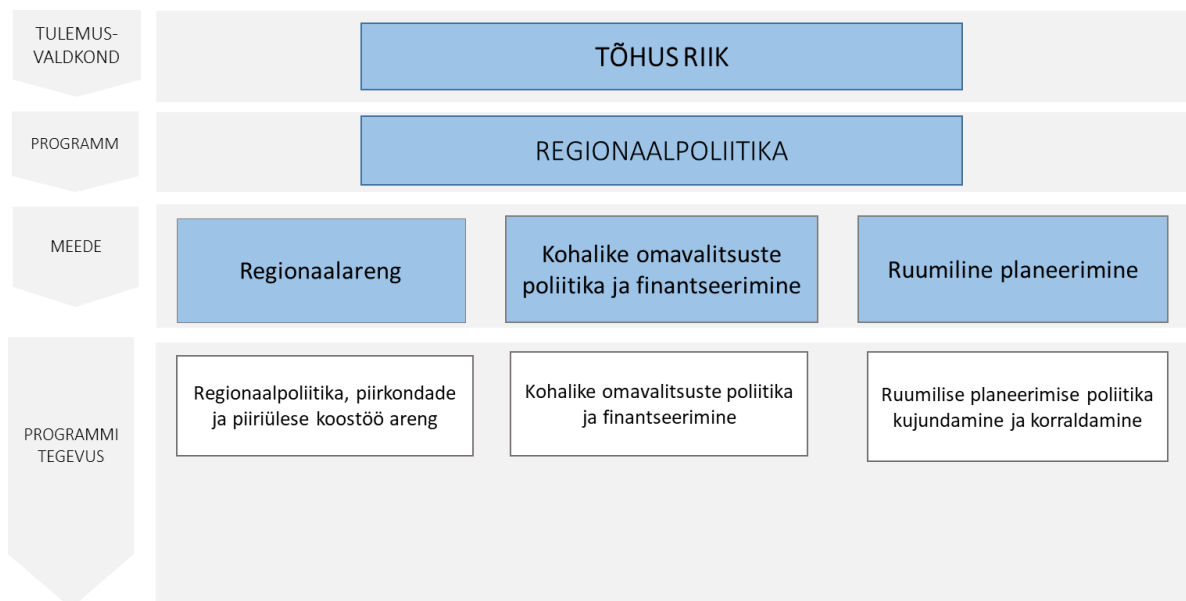 TULEMUS-
VALDKOND
TÕHUS RIIK
PROGRAMM
REGIONAALPOLIITIKA
MEEDE
Regionaalareng
Kohalike omavalitsuste
poliitika ja finantseerimine
Ruumiline planeerimine
PROGRAMMI
TEGEVUS
Regionaalpoliitika, piirkondade
ja piiriülese koostöö areng
Kohalike omavalitsuste poliitika
ja finantseerimine
Ruumilise planeerimise poliitika
kujundamine ja korraldamine